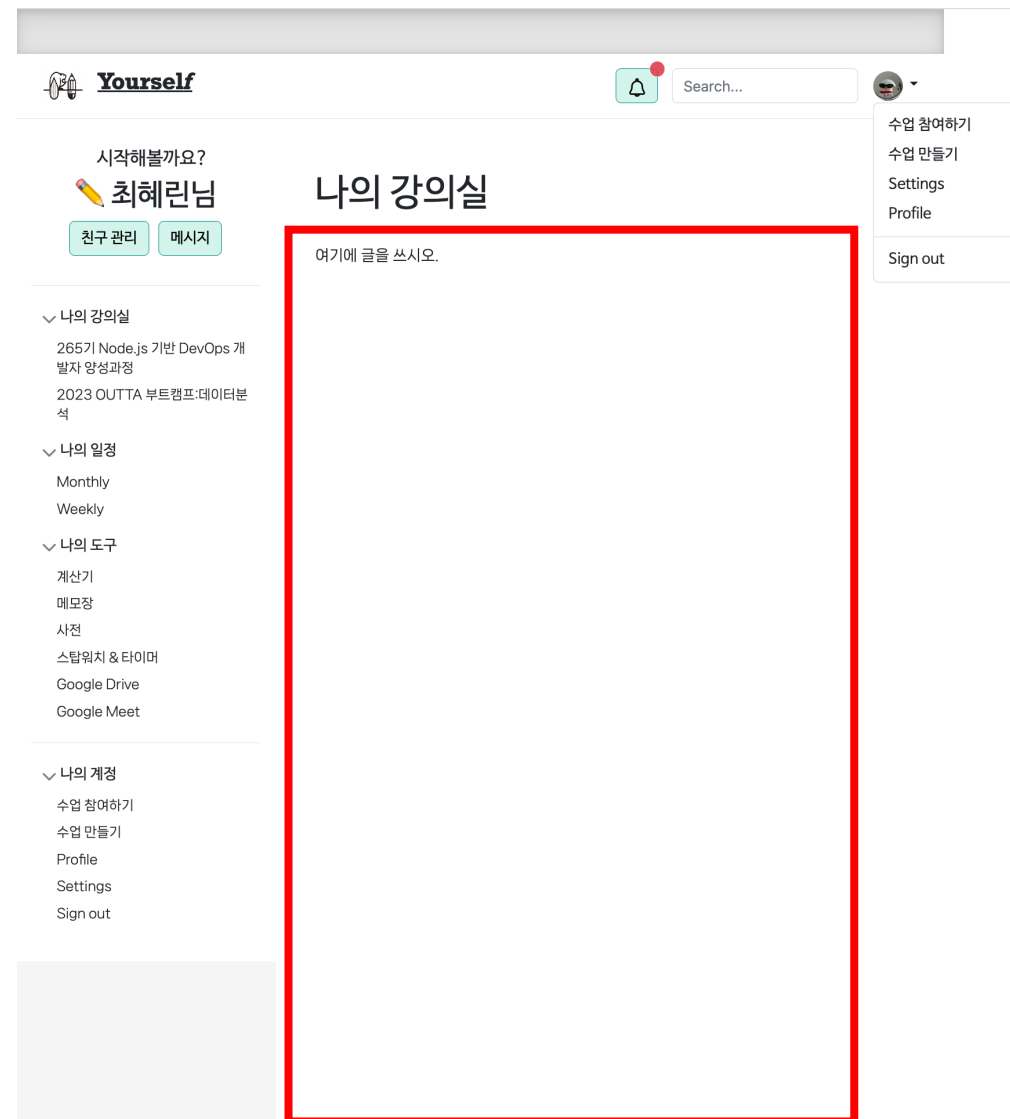 Yourself
Search...
수업 참여하기
수업 만들기
Settings
Profile
Sign out
시작해볼까요?
✏️ 최혜린님
친구 관리
메시지
나의 강의실
여기에 글을 쓰시오.
나의 강의실
265기 Node.js 기반 DevOps 개
발자 양성과정
2023 OUTTA 부트캠프:데이터분
석
나의 일정
Monthly
Weekly
나의 도구
계산기
메모장
사전
스탑워치 & 타이머
Google Drive
Google Meet
나의 계정
수업 참여하기
수업 만들기
Profile
Settings
Sign out